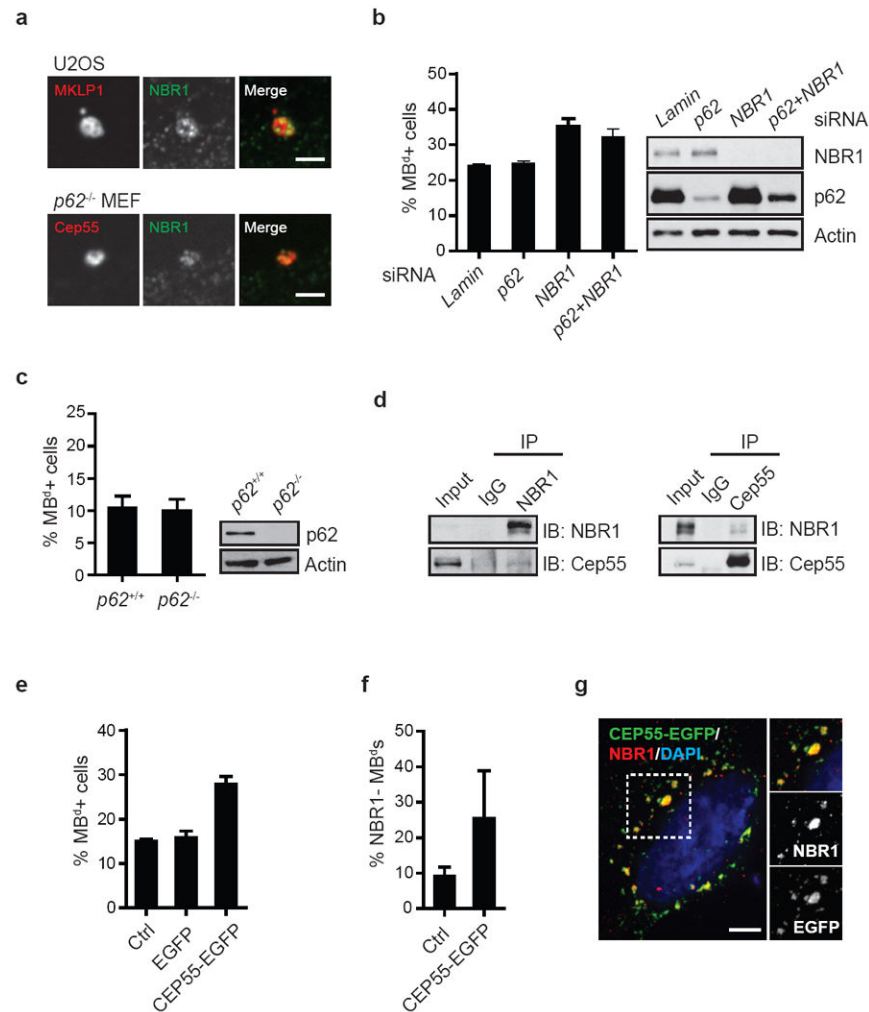 a
U2OS
MKLP1
NBR1
Merge
p62-/- MEF
Cep55
NBR1
Merge
b
% MBd+ cells
50
40
30
20
10
0
siRNA
Lamin
p62
NBR1
p62+NBR1
Lamin
p62
NBR1
p62+NBR1
siRNA
NBR1
p62
Actin
c
% MBd+ cells
25
20
15
10
5
0
p62+/+
p62-/-
p62+/+
p62-/-
p62
Actin
d
IP
Input
IgG
NBR1
IB: NBR1
IB: Cep55
IP
Input
IgG
Cep55
IB: NBR1
IB: Cep55
e
% MBd+ cells
40
30
20
10
0
Ctrl
EGFP
CEP55-EGFP
f
% NBR1- MBds
50
40
30
20
10
0
Ctrl
CEP55-EGFP
g
CEP55-EGFP/
NBR1/DAPI
NBR1
EGFP